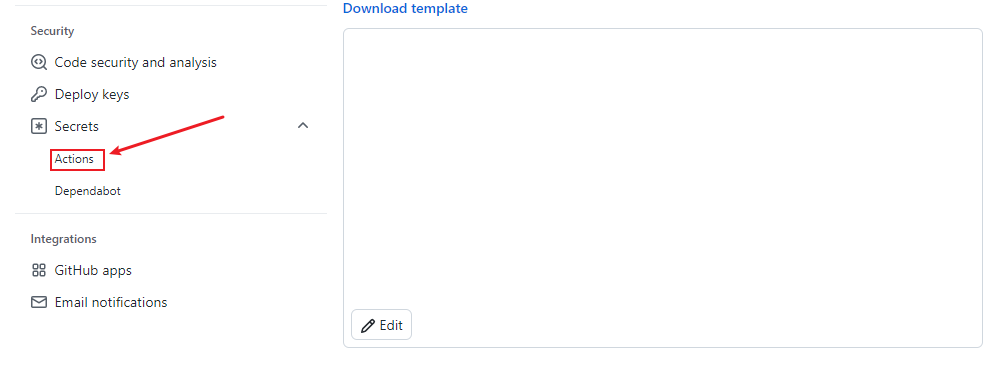 Download template
Security
Code security and analysis
Deploy keys
Secrets
Actions
Dependabot
Integrations
GitHub apps
Email notifications
Edit